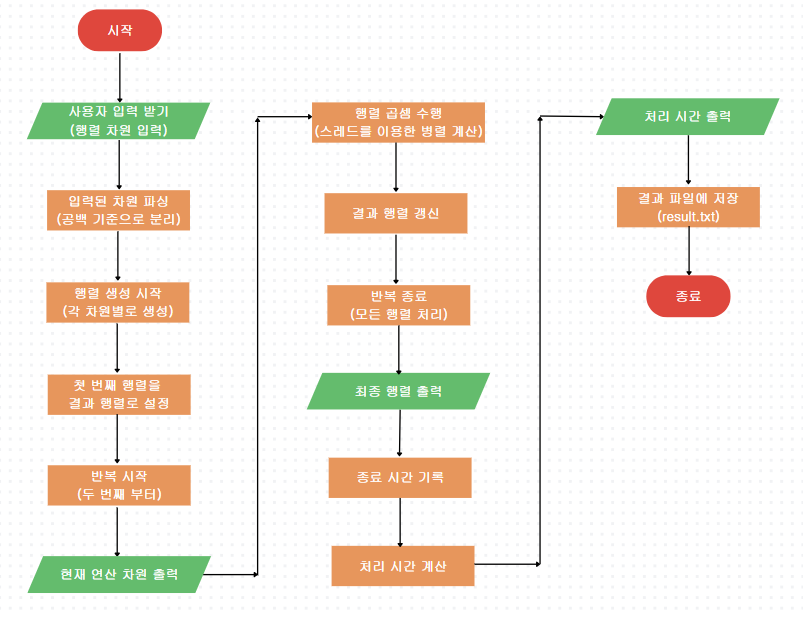 시작
사용자 입력 받기
(행렬 차원 입력)
입력된 차원 파싱
(공백 기준으로 분리)
행렬 생성 시작
(각 차원별로 생성)
첫 번째 행렬을
결과 행렬로 설정
반복 시작
(두 번째 부터)
현재 연산 차원 출력
행렬 곱셈 수행
(스레드를 이용한 병렬 계산)
결과 행렬 갱신
반복 종료
(모든 행렬 처리)
최종 행렬 출력
종료 시간 기록
처리 시간 계산
처리 시간 출력
결과 파일에 저장
(result.txt)
종료